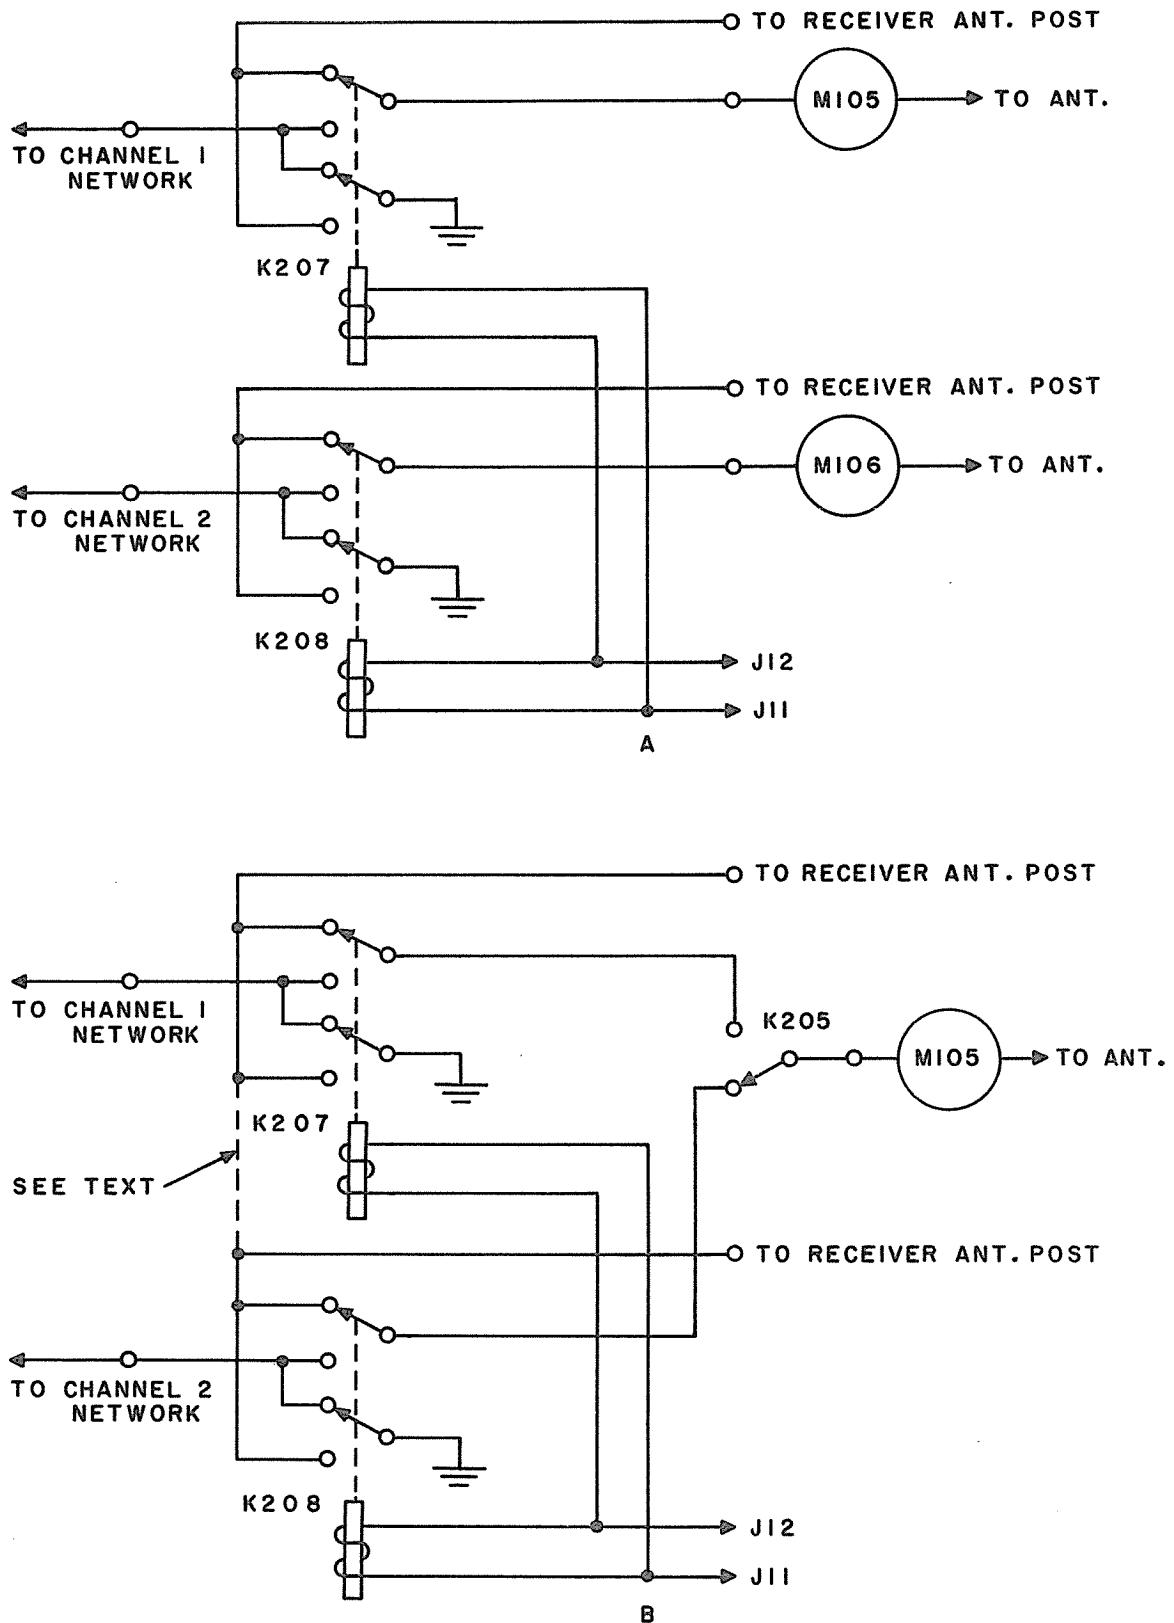 TO RECEIVER ANT. POST
M105
TO ANT.
TO CHANNEL 1
NETWORK
K207
TO RECEIVER ANT. POST
M106
TO ANT.
TO CHANNEL 2
NETWORK
K208
J12
J11
A
TO RECEIVER ANT. POST
TO CHANNEL 1
NETWORK
K205
M105
TO ANT.
K207
SEE TEXT
TO RECEIVER ANT. POST
TO CHANNEL 2
NETWORK
K208
J12
J11
B